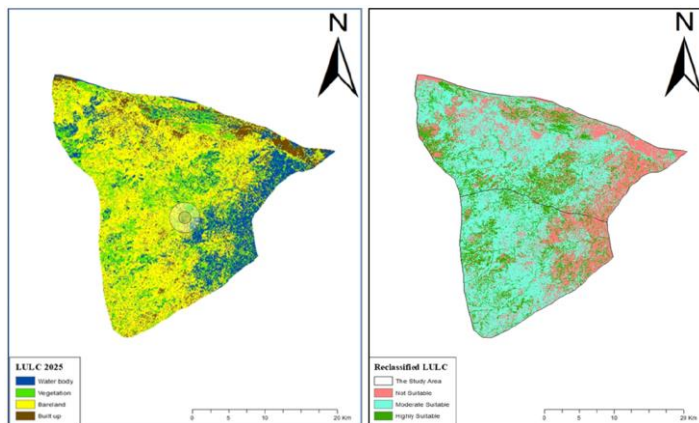 N
LULC 2025
Water body
Vegetation
Bareland
Built up
0 5 10 20 Km
N
Reclassified LULC
The Study Area
Not Suitable
Moderate Suitable
Highly Suitable
0 5 10 20 Km